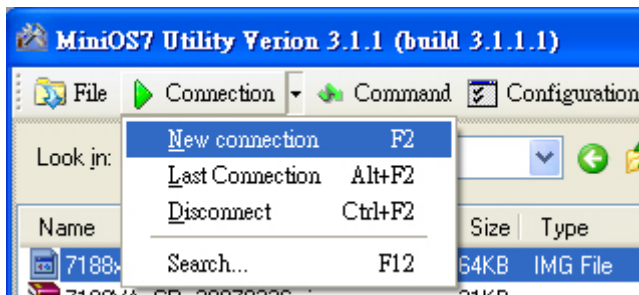 MiniOS7 Utility Verion 3.1.1 (build 3.1.1.1)
File Connection Command Configuration
New connection F2
Look in:
Last Connection Alt+F2
Disconnect Ctrl+F2
Name Size Type
Search... F12
7188x 64KB IMG File